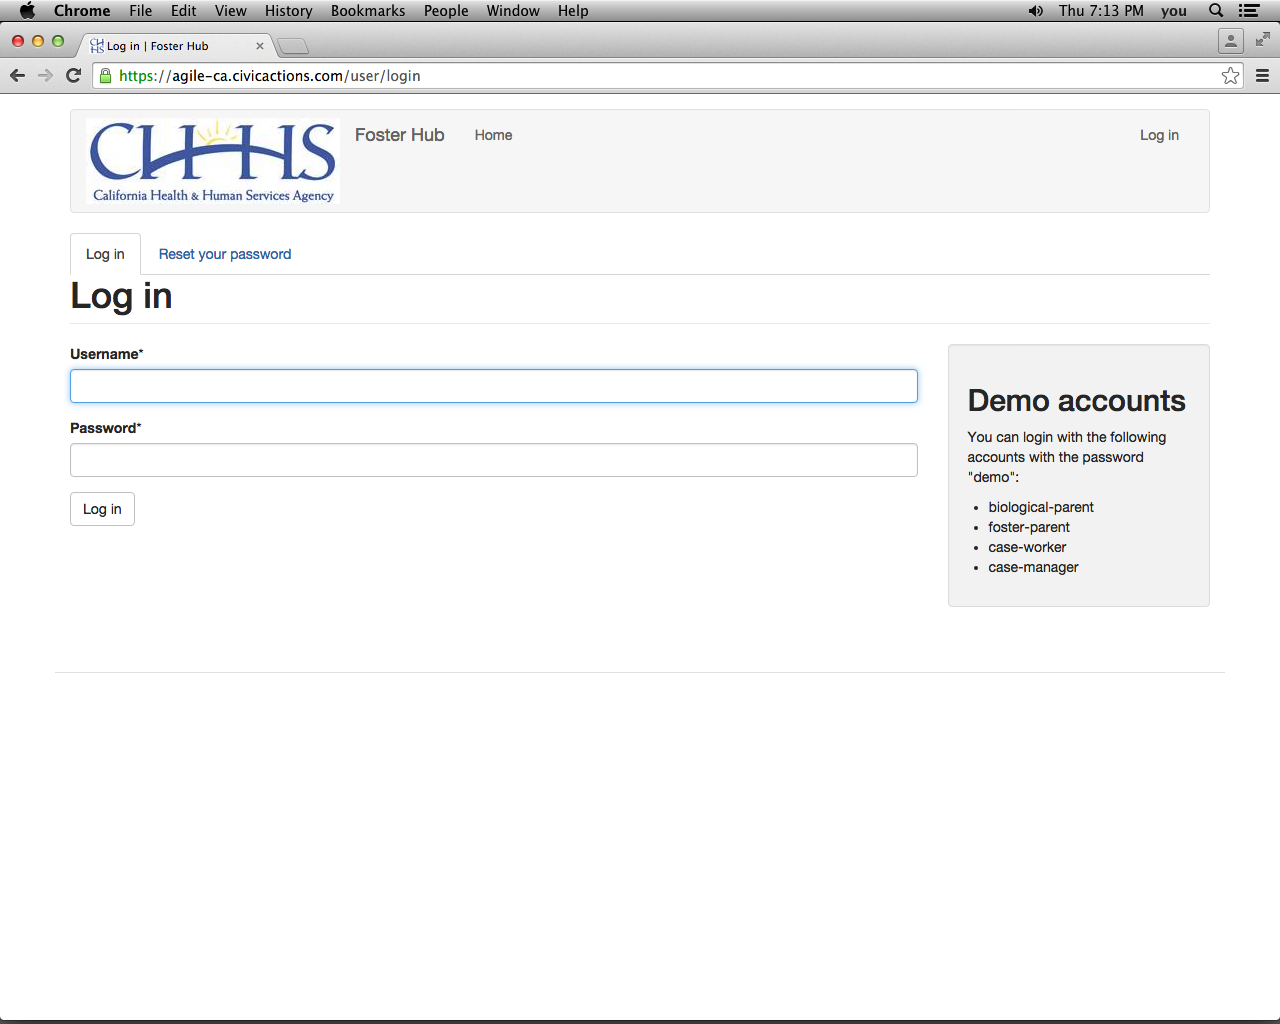 Chrome File Edit View History Bookmarks People Window Help Thu 7:13 PM you
Log in | Foster Hub
https://agile-ca.civicactions.com/user/login
CHHS
California Health & Human Services Agency
Foster Hub Home Log in
Log in Reset your password
Log in
Username*
Password*
Log in
Demo accounts
You can login with the following
accounts with the password
"demo":
• biological-parent
• foster-parent
• case-worker
• case-manager